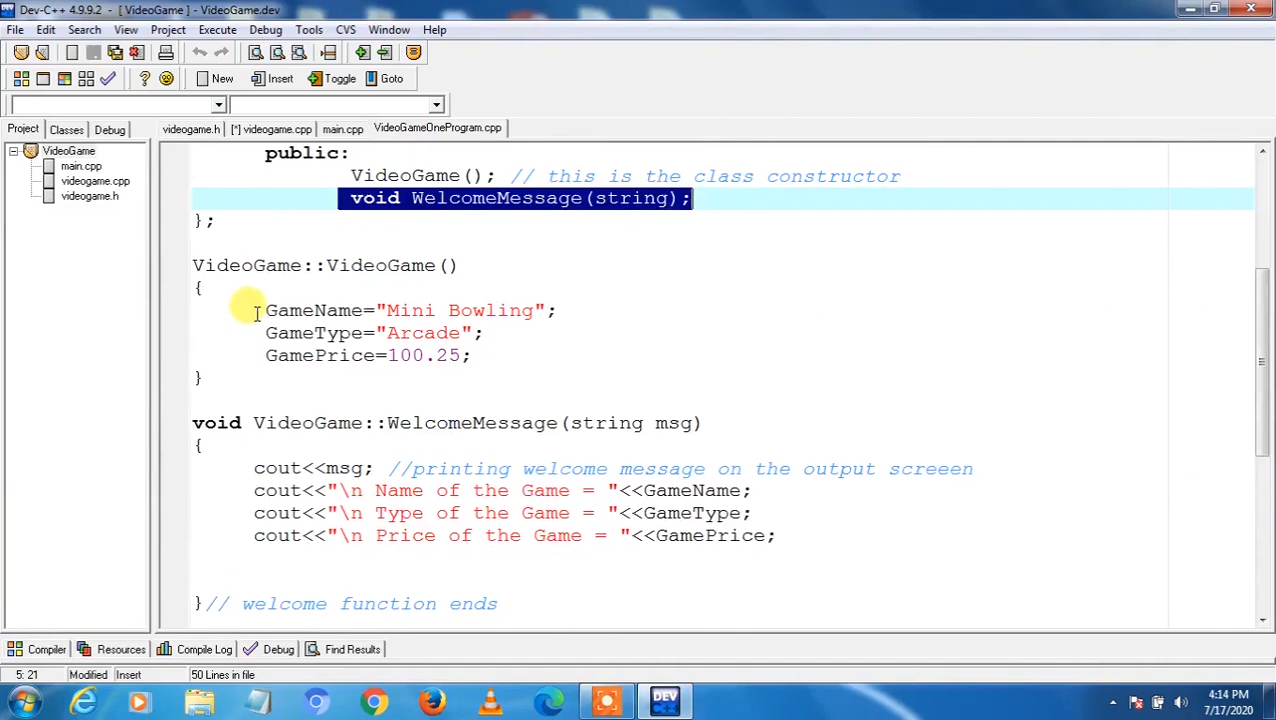 Dev-C++ 4.9.9.2 - [ VideoGame ] - VideoGame.dev
File Edit Search View Project Execute Debug Tools CVS Window Help
New Insert Toggle Goto
Project Classes Debug
videogame.h [*] videogame.cpp main.cpp VideoGameOneProgram.cpp
VideoGame
main.cpp
videogame.cpp
videogame.h
public:
VideoGame(); // this is the class constructor
void WelcomeMessage(string);
};
VideoGame::VideoGame()
{
GameName="Mini Bowling";
GameType="Arcade";
GamePrice=100.25;
}
void VideoGame::WelcomeMessage(string msg)
{
cout<<msg; //printing welcome message on the output screeen
cout<<"\n Name of the Game = "<<GameName;
cout<<"\n Type of the Game = "<<GameType;
cout<<"\n Price of the Game = "<<GamePrice;
}// welcome function ends
Compiler Resources Compile Log Debug Find Results
5: 21 Modified Insert 50 Lines in file
DEV C++
4:14 PM
7/17/2020